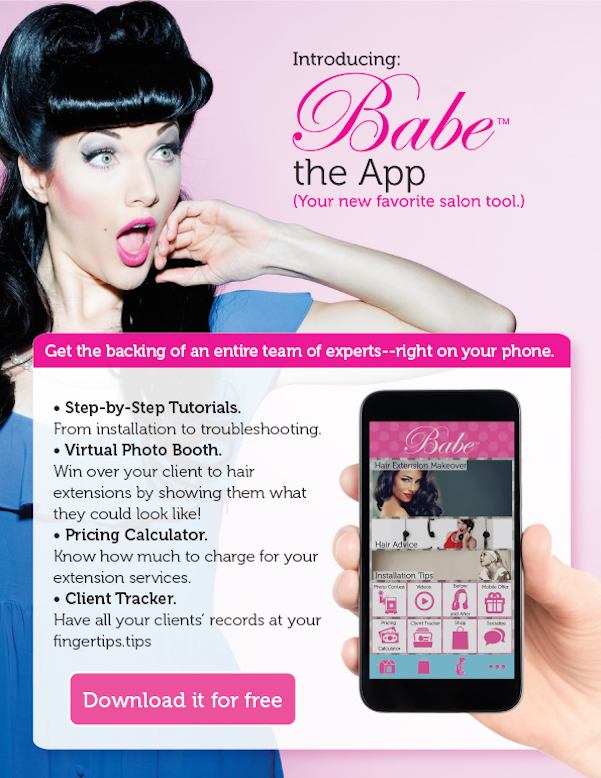 Introducing:
Babe™
the App
(Your new favorite salon tool.)
Get the backing of an entire team of experts--right on your phone.
• Step-by-Step Tutorials.
From installation to troubleshooting.
• Virtual Photo Booth.
Win over your client to hair
extensions by showing them what
they could look like!
• Pricing Calculator.
Know how much to charge for your
extension services.
• Client Tracker.
Have all your clients' records at your
fingertips.tips
Download it for free
Babe™
Hair Extension Makeover
Hair Advice
Installation Tips
Photo Contest
Videos
Before
and After
Mobile Offer
Pricing
Calculator
Client Tracker
Shop
Socialize